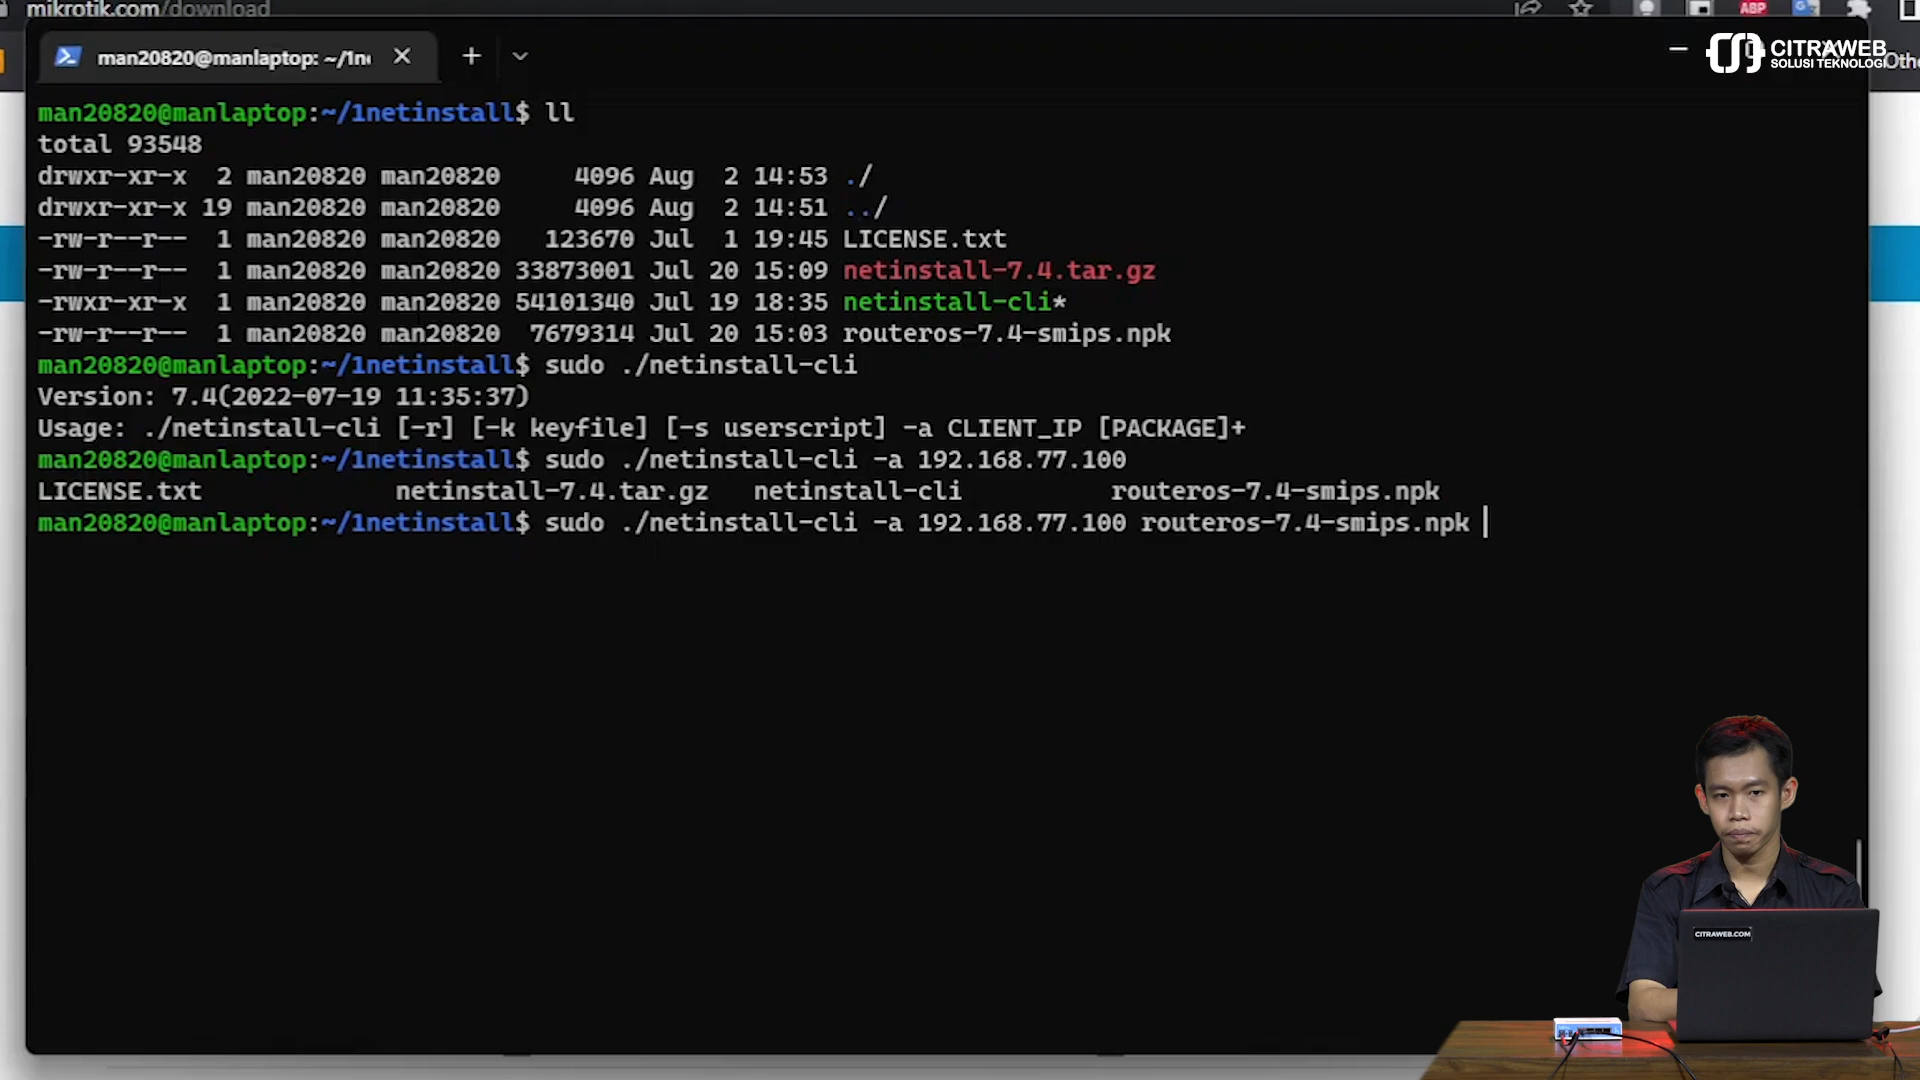 mikrotik.com/download
ABP
man20820@manlaptop: ~/1n
CITRAWEB
SOLUSI TEKNOLOGI
Othe
man20820@manlaptop:~/1netinstall$ ll
total 93548
drwxr-xr-x 2 man20820 man20820 4096 Aug 2 14:53 ./
drwxr-xr-x 19 man20820 man20820 4096 Aug 2 14:51 ../
-rw-r--r-- 1 man20820 man20820 123670 Jul 1 19:45 LICENSE.txt
-rw-r--r-- 1 man20820 man20820 33873001 Jul 20 15:09 netinstall-7.4.tar.gz
-rwxr-xr-x 1 man20820 man20820 54101340 Jul 19 18:35 netinstall-cli*
-rw-r--r-- 1 man20820 man20820 7679314 Jul 20 15:03 routeros-7.4-smips.npk
man20820@manlaptop:~/1netinstall$ sudo ./netinstall-cli
Version: 7.4(2022-07-19 11:35:37)
Usage: ./netinstall-cli [-r] [-k keyfile] [-s userscript] -a CLIENT_IP [PACKAGE]+
man20820@manlaptop:~/1netinstall$ sudo ./netinstall-cli -a 192.168.77.100
LICENSE.txt netinstall-7.4.tar.gz netinstall-cli routeros-7.4-smips.npk
man20820@manlaptop:~/1netinstall$ sudo ./netinstall-cli -a 192.168.77.100 routeros-7.4-smips.npk
CITRAWEB.COM